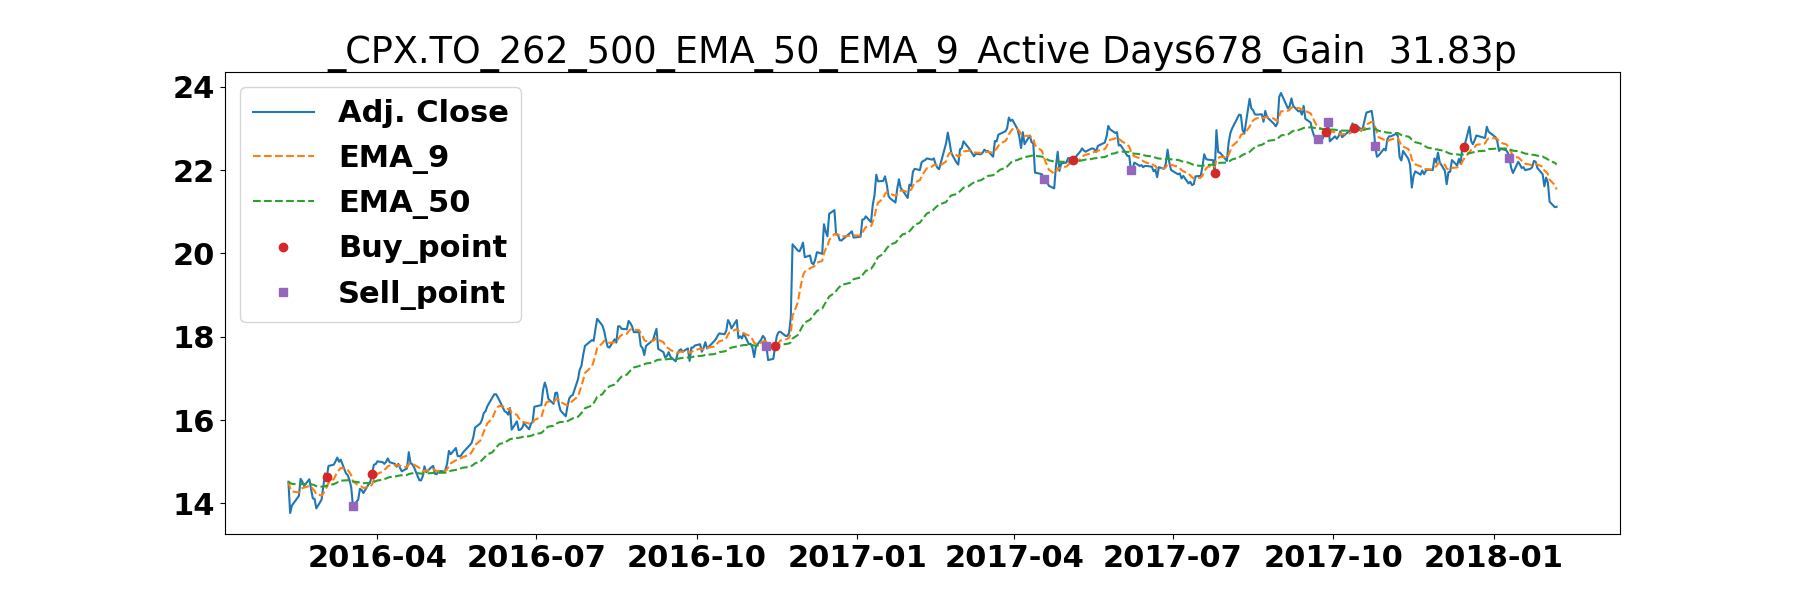 _CPX.TO_262_500_EMA_50_EMA_9_Active Days678_Gain  31.83p
24
22
20
18
16
14
Adj. Close
EMA_9
EMA_50
Buy_point
Sell_point
2016-04 2016-07 2016-10 2017-01 2017-04 2017-07 2017-10 2018-01